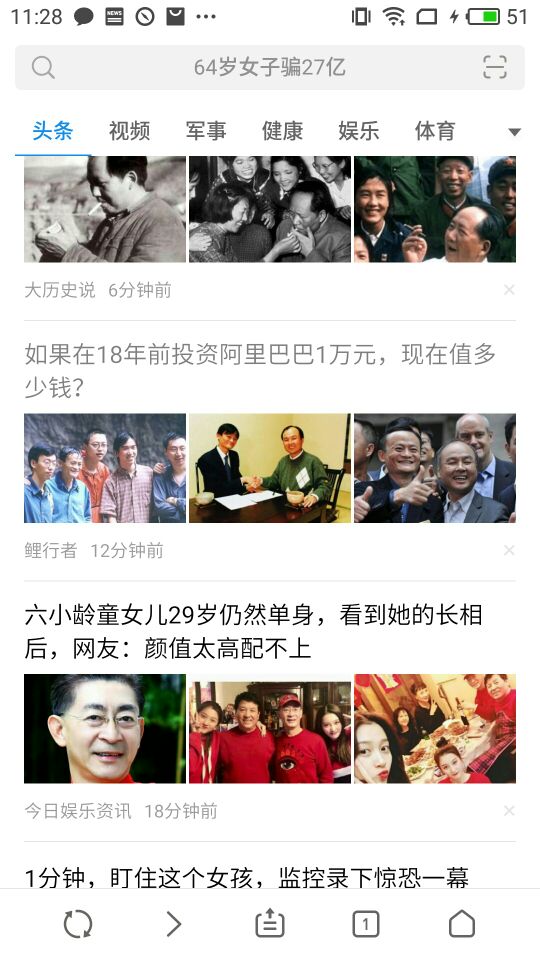 11:28
NEWS
51
64岁女子骗27亿
头条 视频 军事 健康 娱乐 体育
大历史说 6分钟前
如果在18年前投资阿里巴巴1万元，现在值多
少钱？
鲤行者 12分钟前
六小龄童女儿29岁仍然单身，看到她的长相
后，网友：颜值太高配不上
今日娱乐资讯 18分钟前
1分钟，盯住这个女孩，监控录下惊恐一幕
1